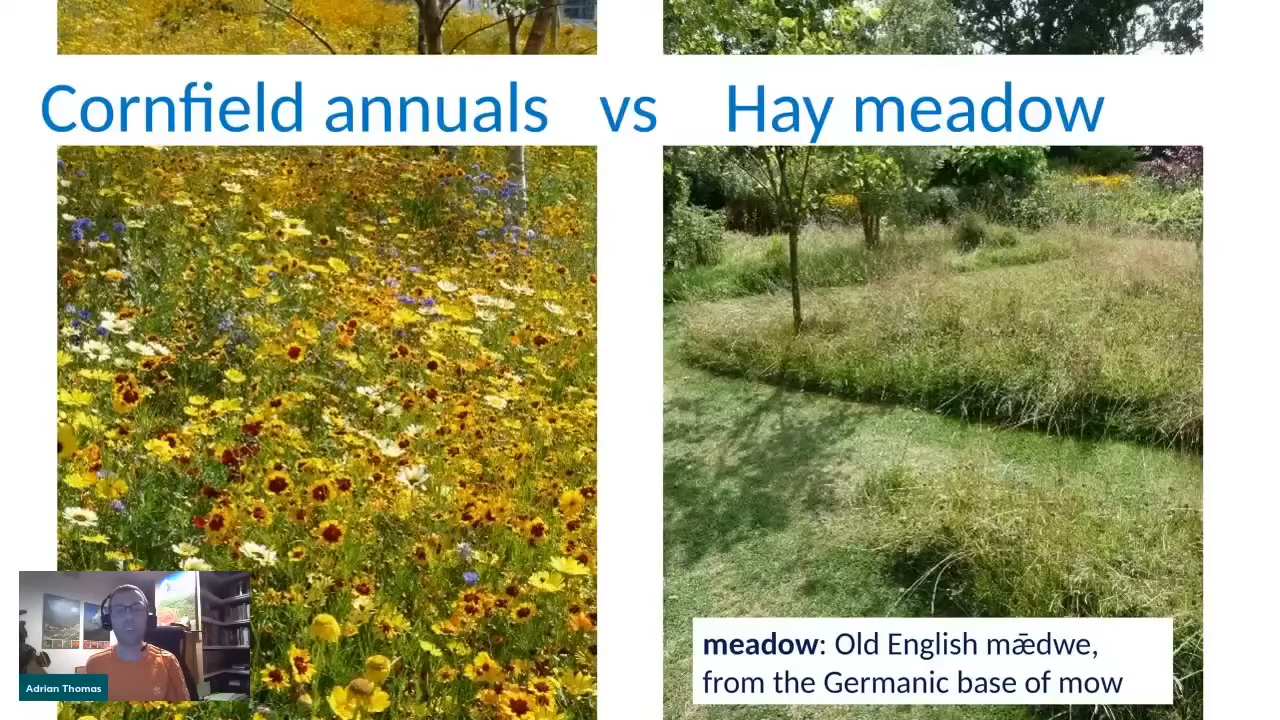 Cornfield annuals vs Hay meadow
meadow: Old English mǣdwe,
from the Germanic base of mow
Adrian Thomas